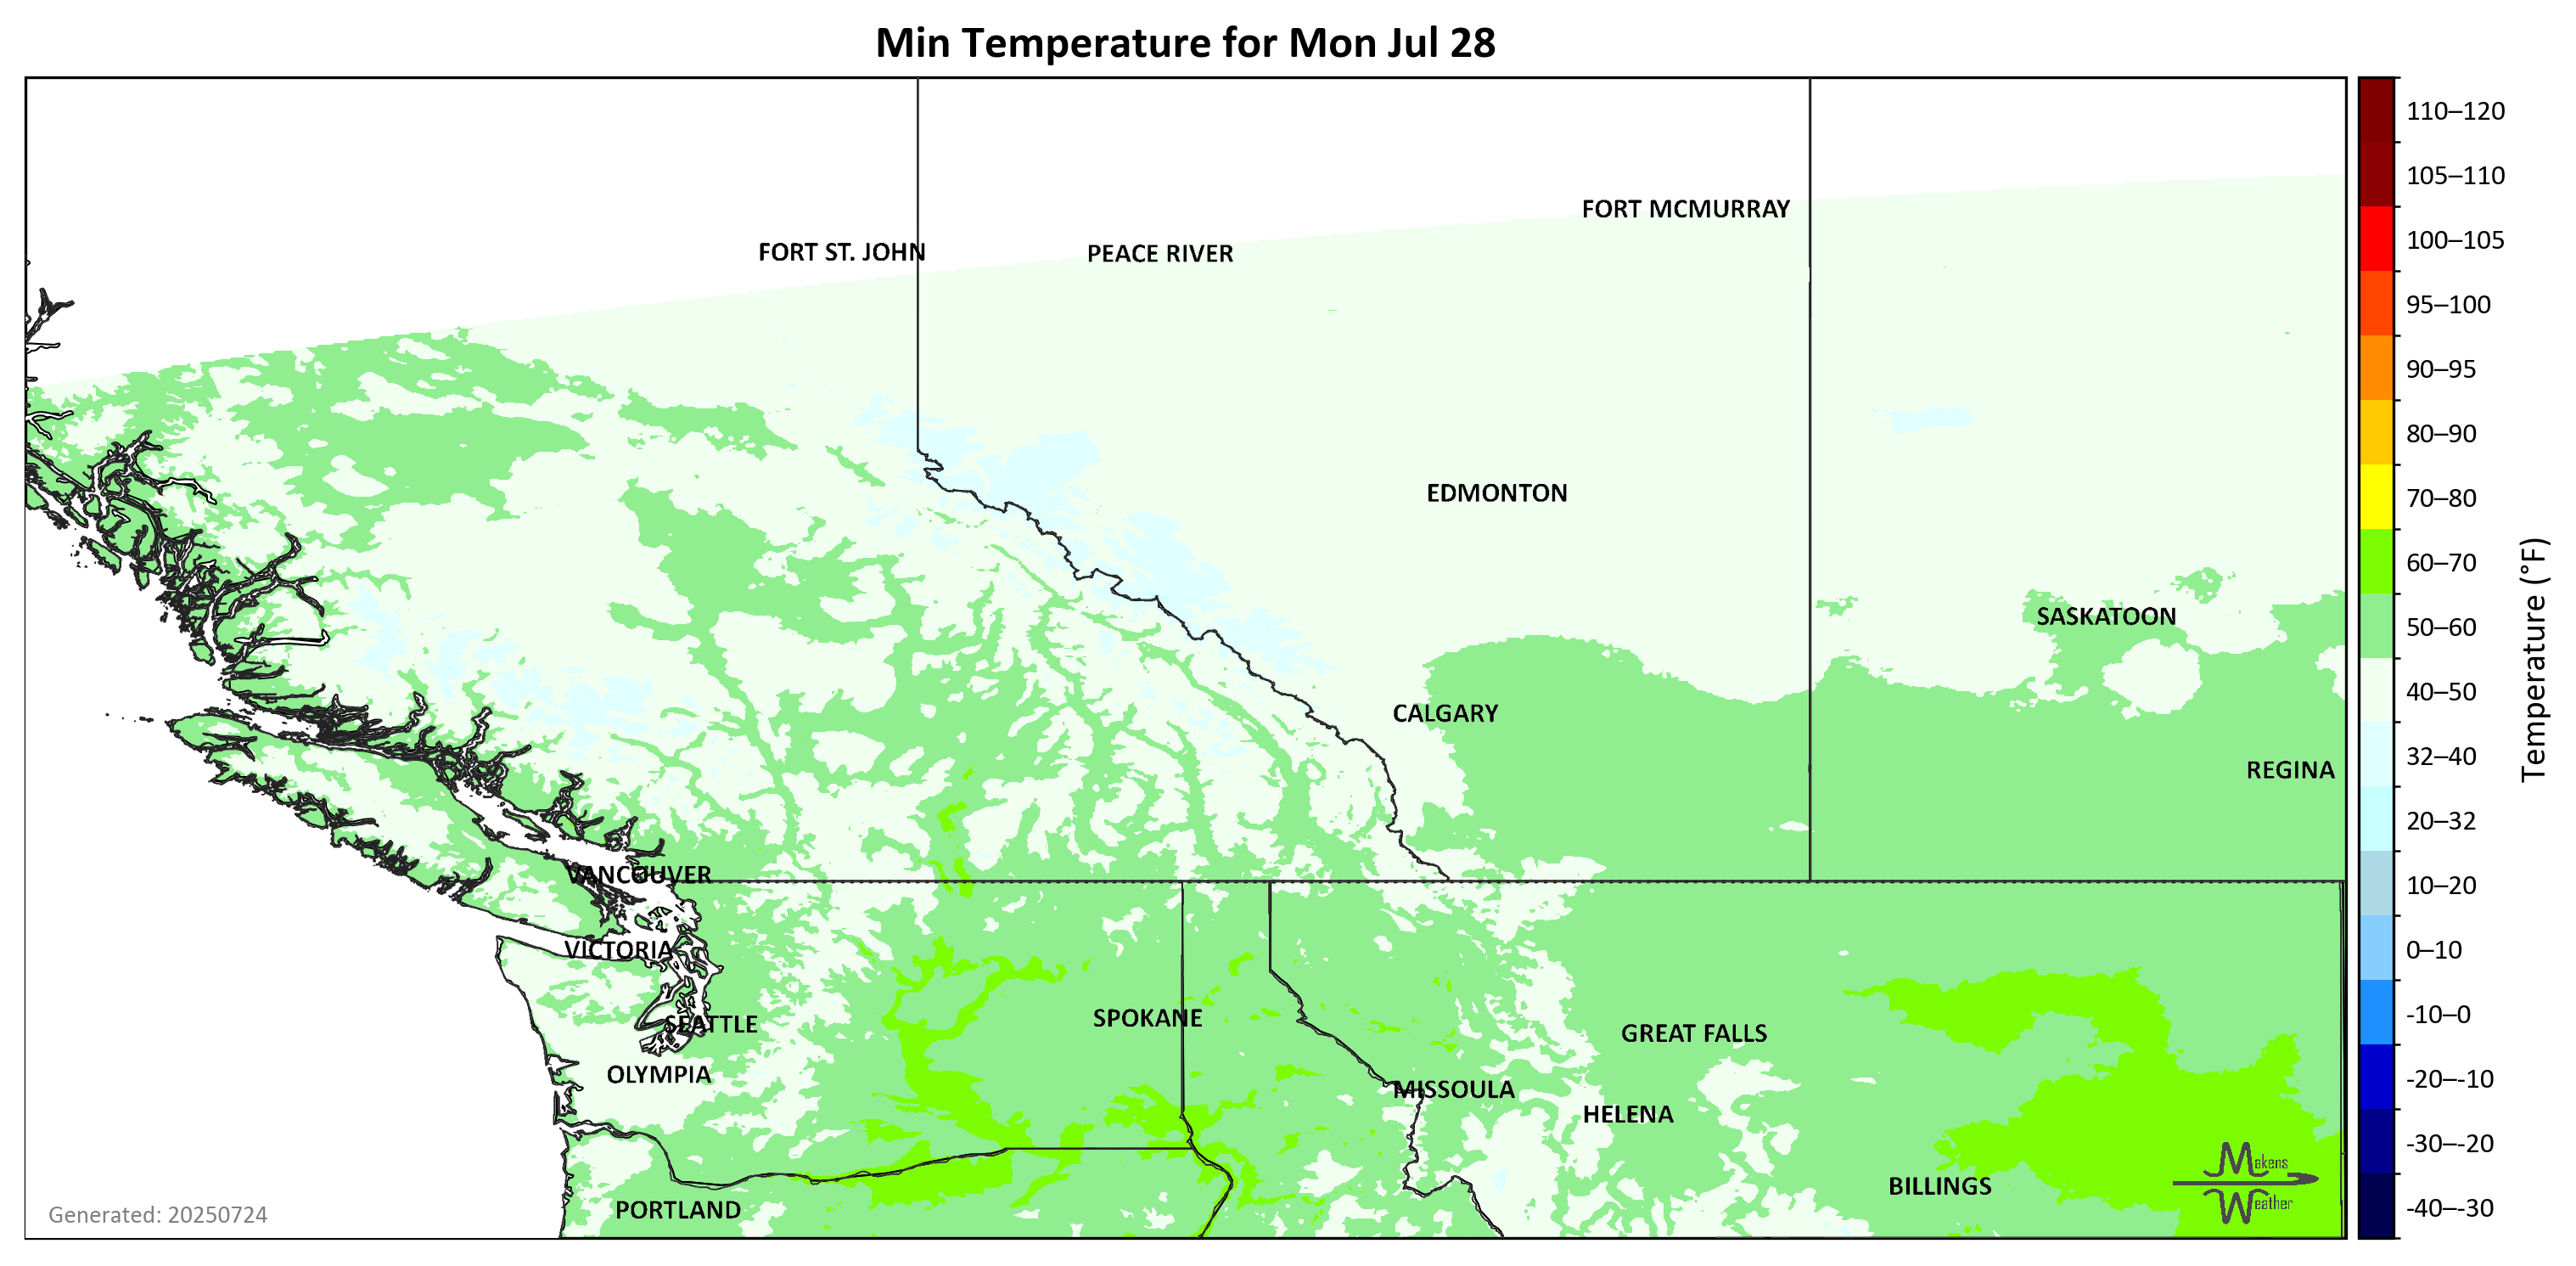 Min Temperature for Mon Jul 28
FORT MCMURRAY
FORT ST. JOHN
PEACE RIVER
EDMONTON
SASKATOON
CALGARY
REGINA
VANCOUVER
VICTORIA
SEATTLE
SPOKANE
GREAT FALLS
OLYMPIA
MISSOULA
HELENA
BILLINGS
PORTLAND
Makens
Weather
Generated: 20250724
110–120
105–110
100–105
95–100
90–95
80–90
70–80
60–70
50–60
40–50
32–40
20–32
10–20
0–10
-10–0
-20–-10
-30–-20
-40–-30
Temperature (°F)